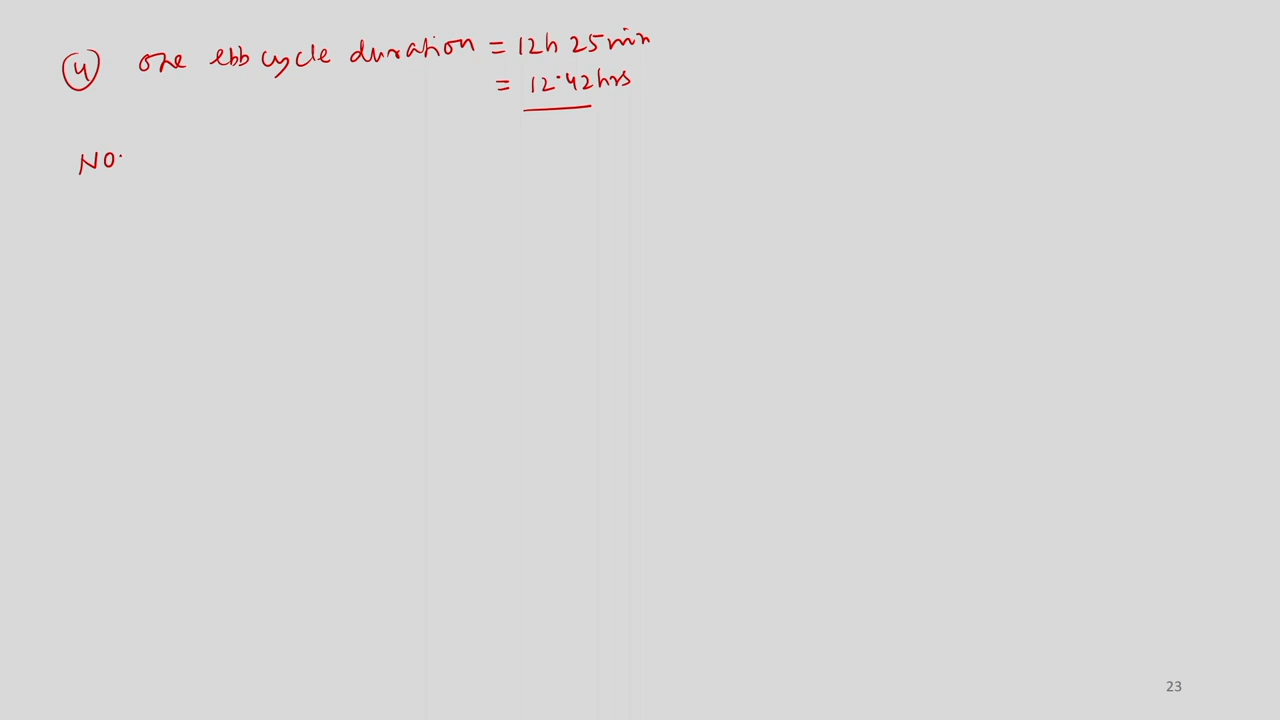 ④ one ebb cycle duration = 12h 25min
= 12.42hrs
NO.
23